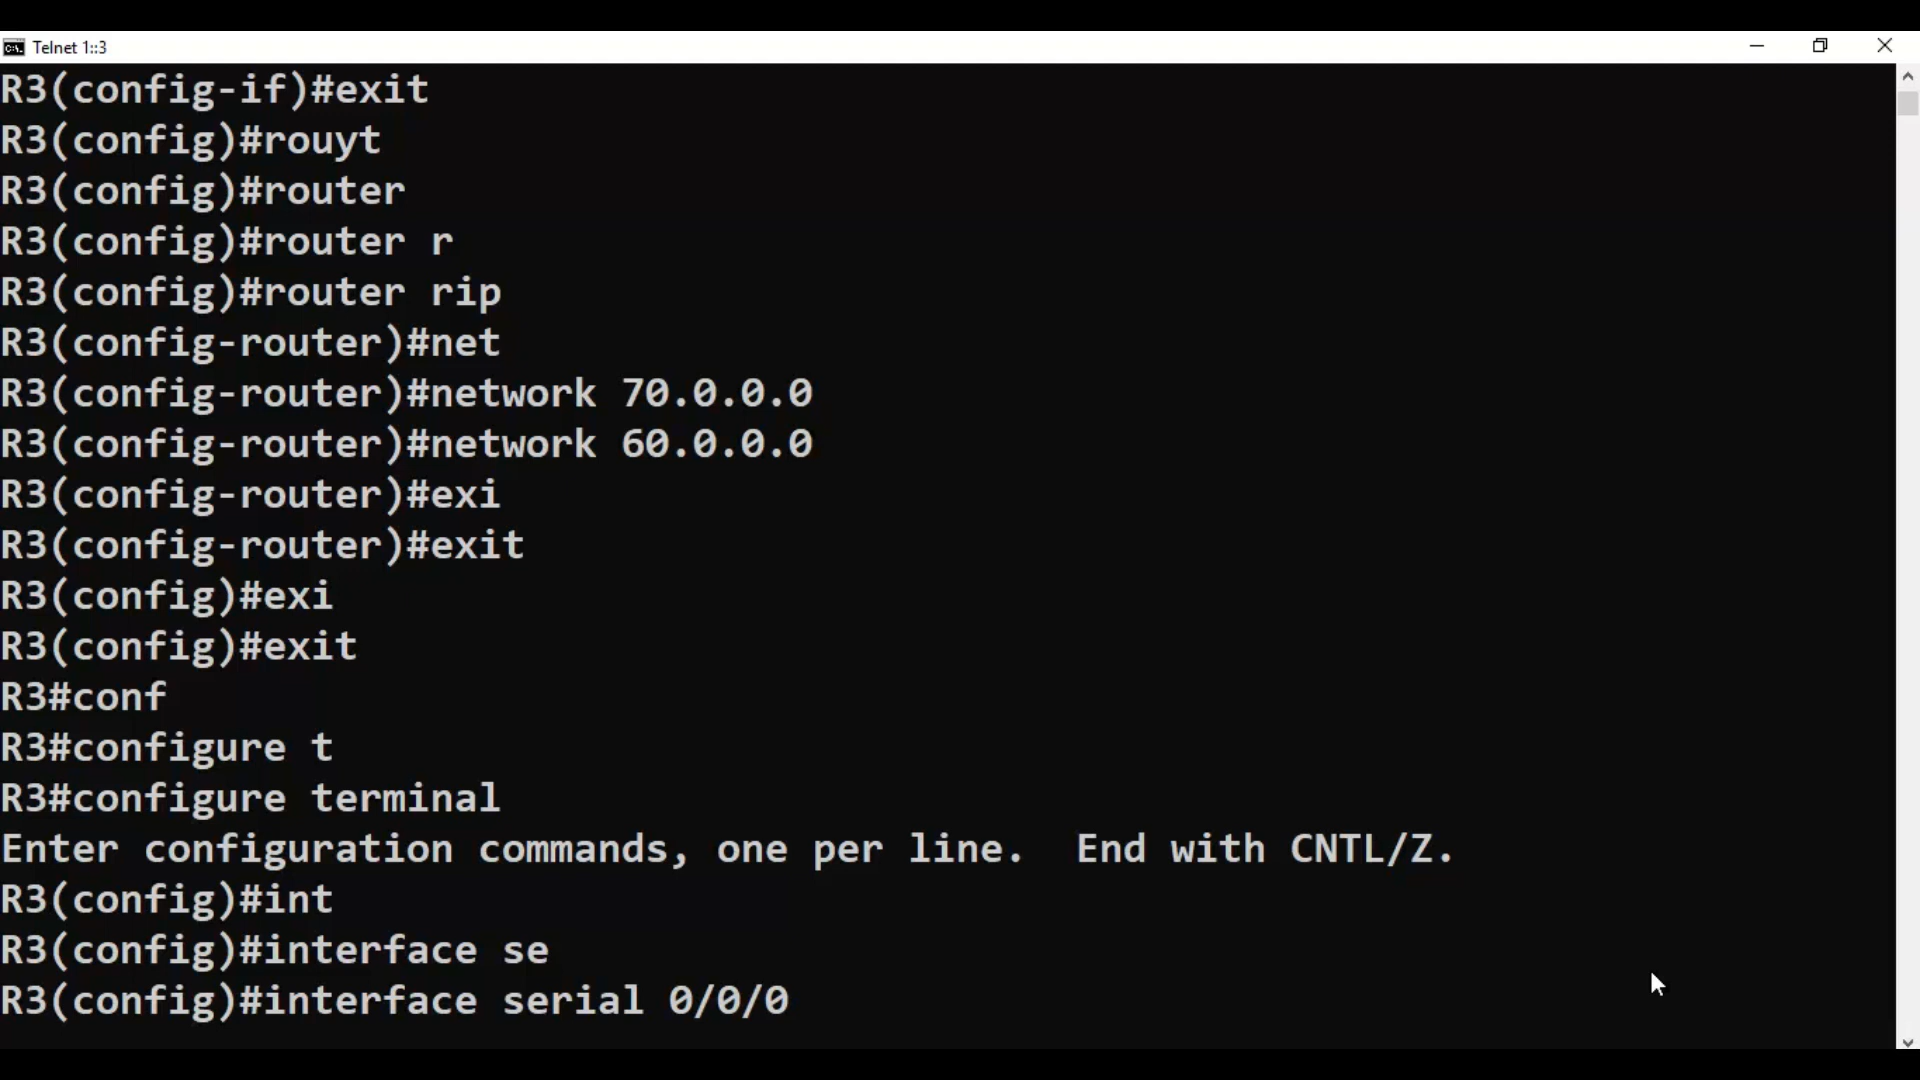 Telnet 1::3
R3(config-if)#exit
R3(config)#rouyt
R3(config)#router
R3(config)#router r
R3(config)#router rip
R3(config-router)#net
R3(config-router)#network 70.0.0.0
R3(config-router)#network 60.0.0.0
R3(config-router)#exi
R3(config-router)#exit
R3(config)#exi
R3(config)#exit
R3#conf
R3#configure t
R3#configure terminal
Enter configuration commands, one per line.  End with CNTL/Z.
R3(config)#int
R3(config)#interface se
R3(config)#interface serial 0/0/0